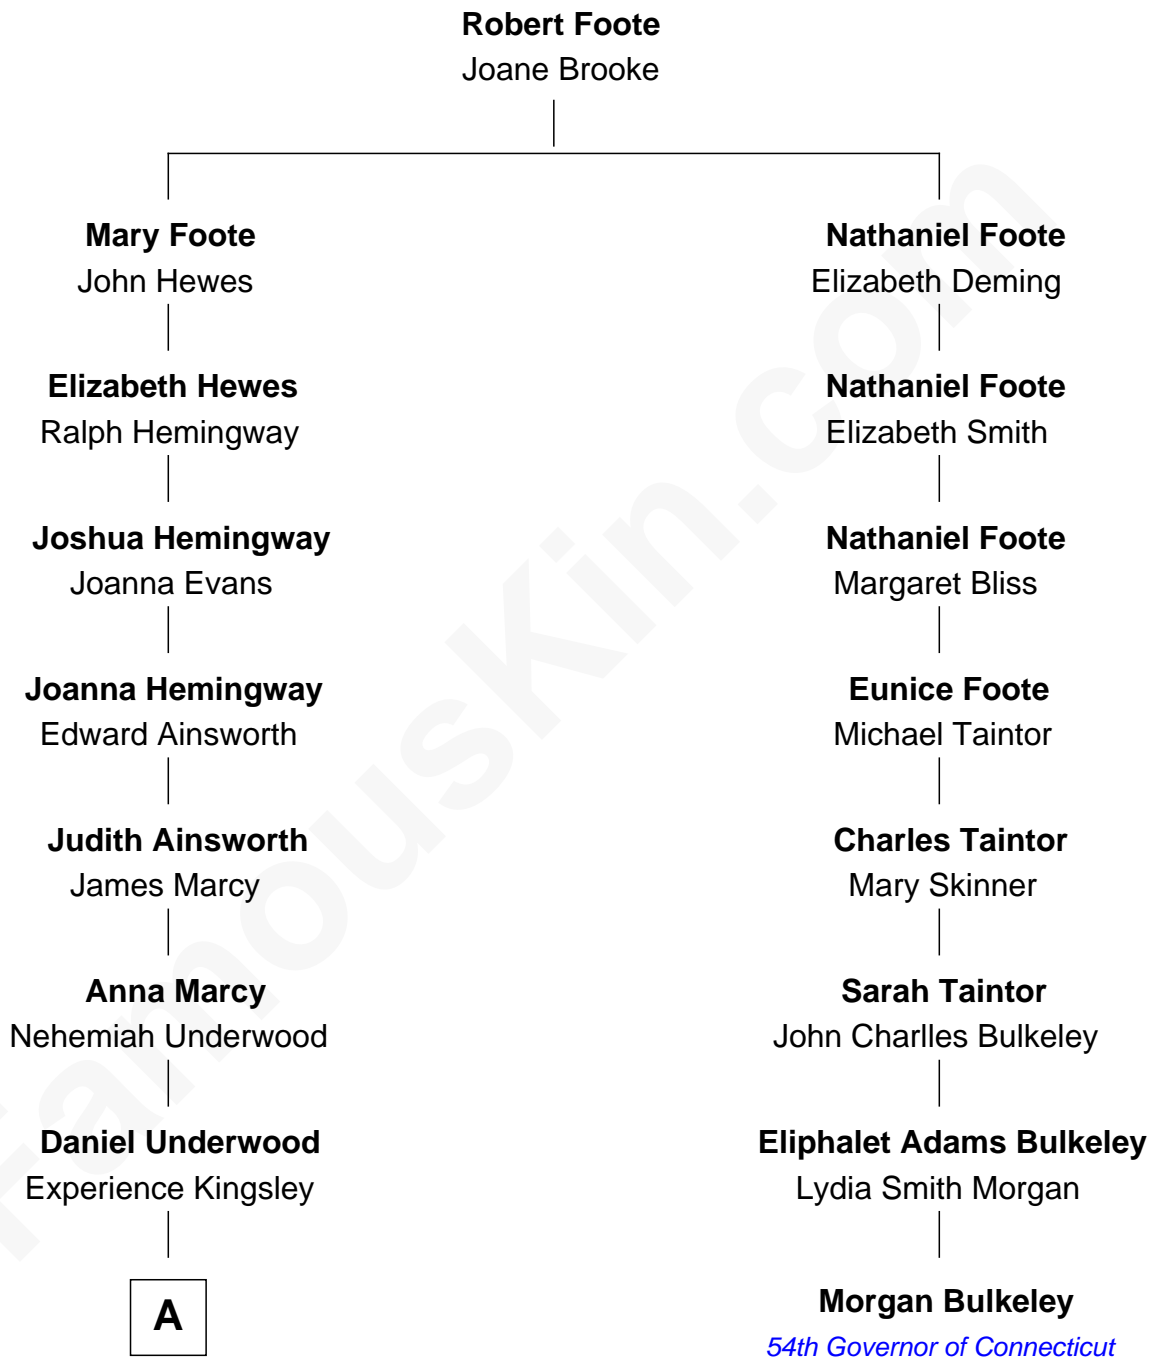 Robert Foote
Joane Brooke
Mary Foote
John Hewes
Nathaniel Foote
Elizabeth Deming
Elizabeth Hewes
Ralph Hemingway
Nathaniel Foote
Elizabeth Smith
Joshua Hemingway
Joanna Evans
Nathaniel Foote
Margaret Bliss
Joanna Hemingway
Edward Ainsworth
Eunice Foote
Michael Taintor
Judith Ainsworth
James Marcy
Charles Taintor
Mary Skinner
Anna Marcy
Nehemiah Underwood
Sarah Taintor
John Charlles Bulkeley
Daniel Underwood
Experience Kingsley
Eliphalet Adams Bulkeley
Lydia Smith Morgan
A
Morgan Bulkeley
54th Governor of Connecticut
FamousKin.com